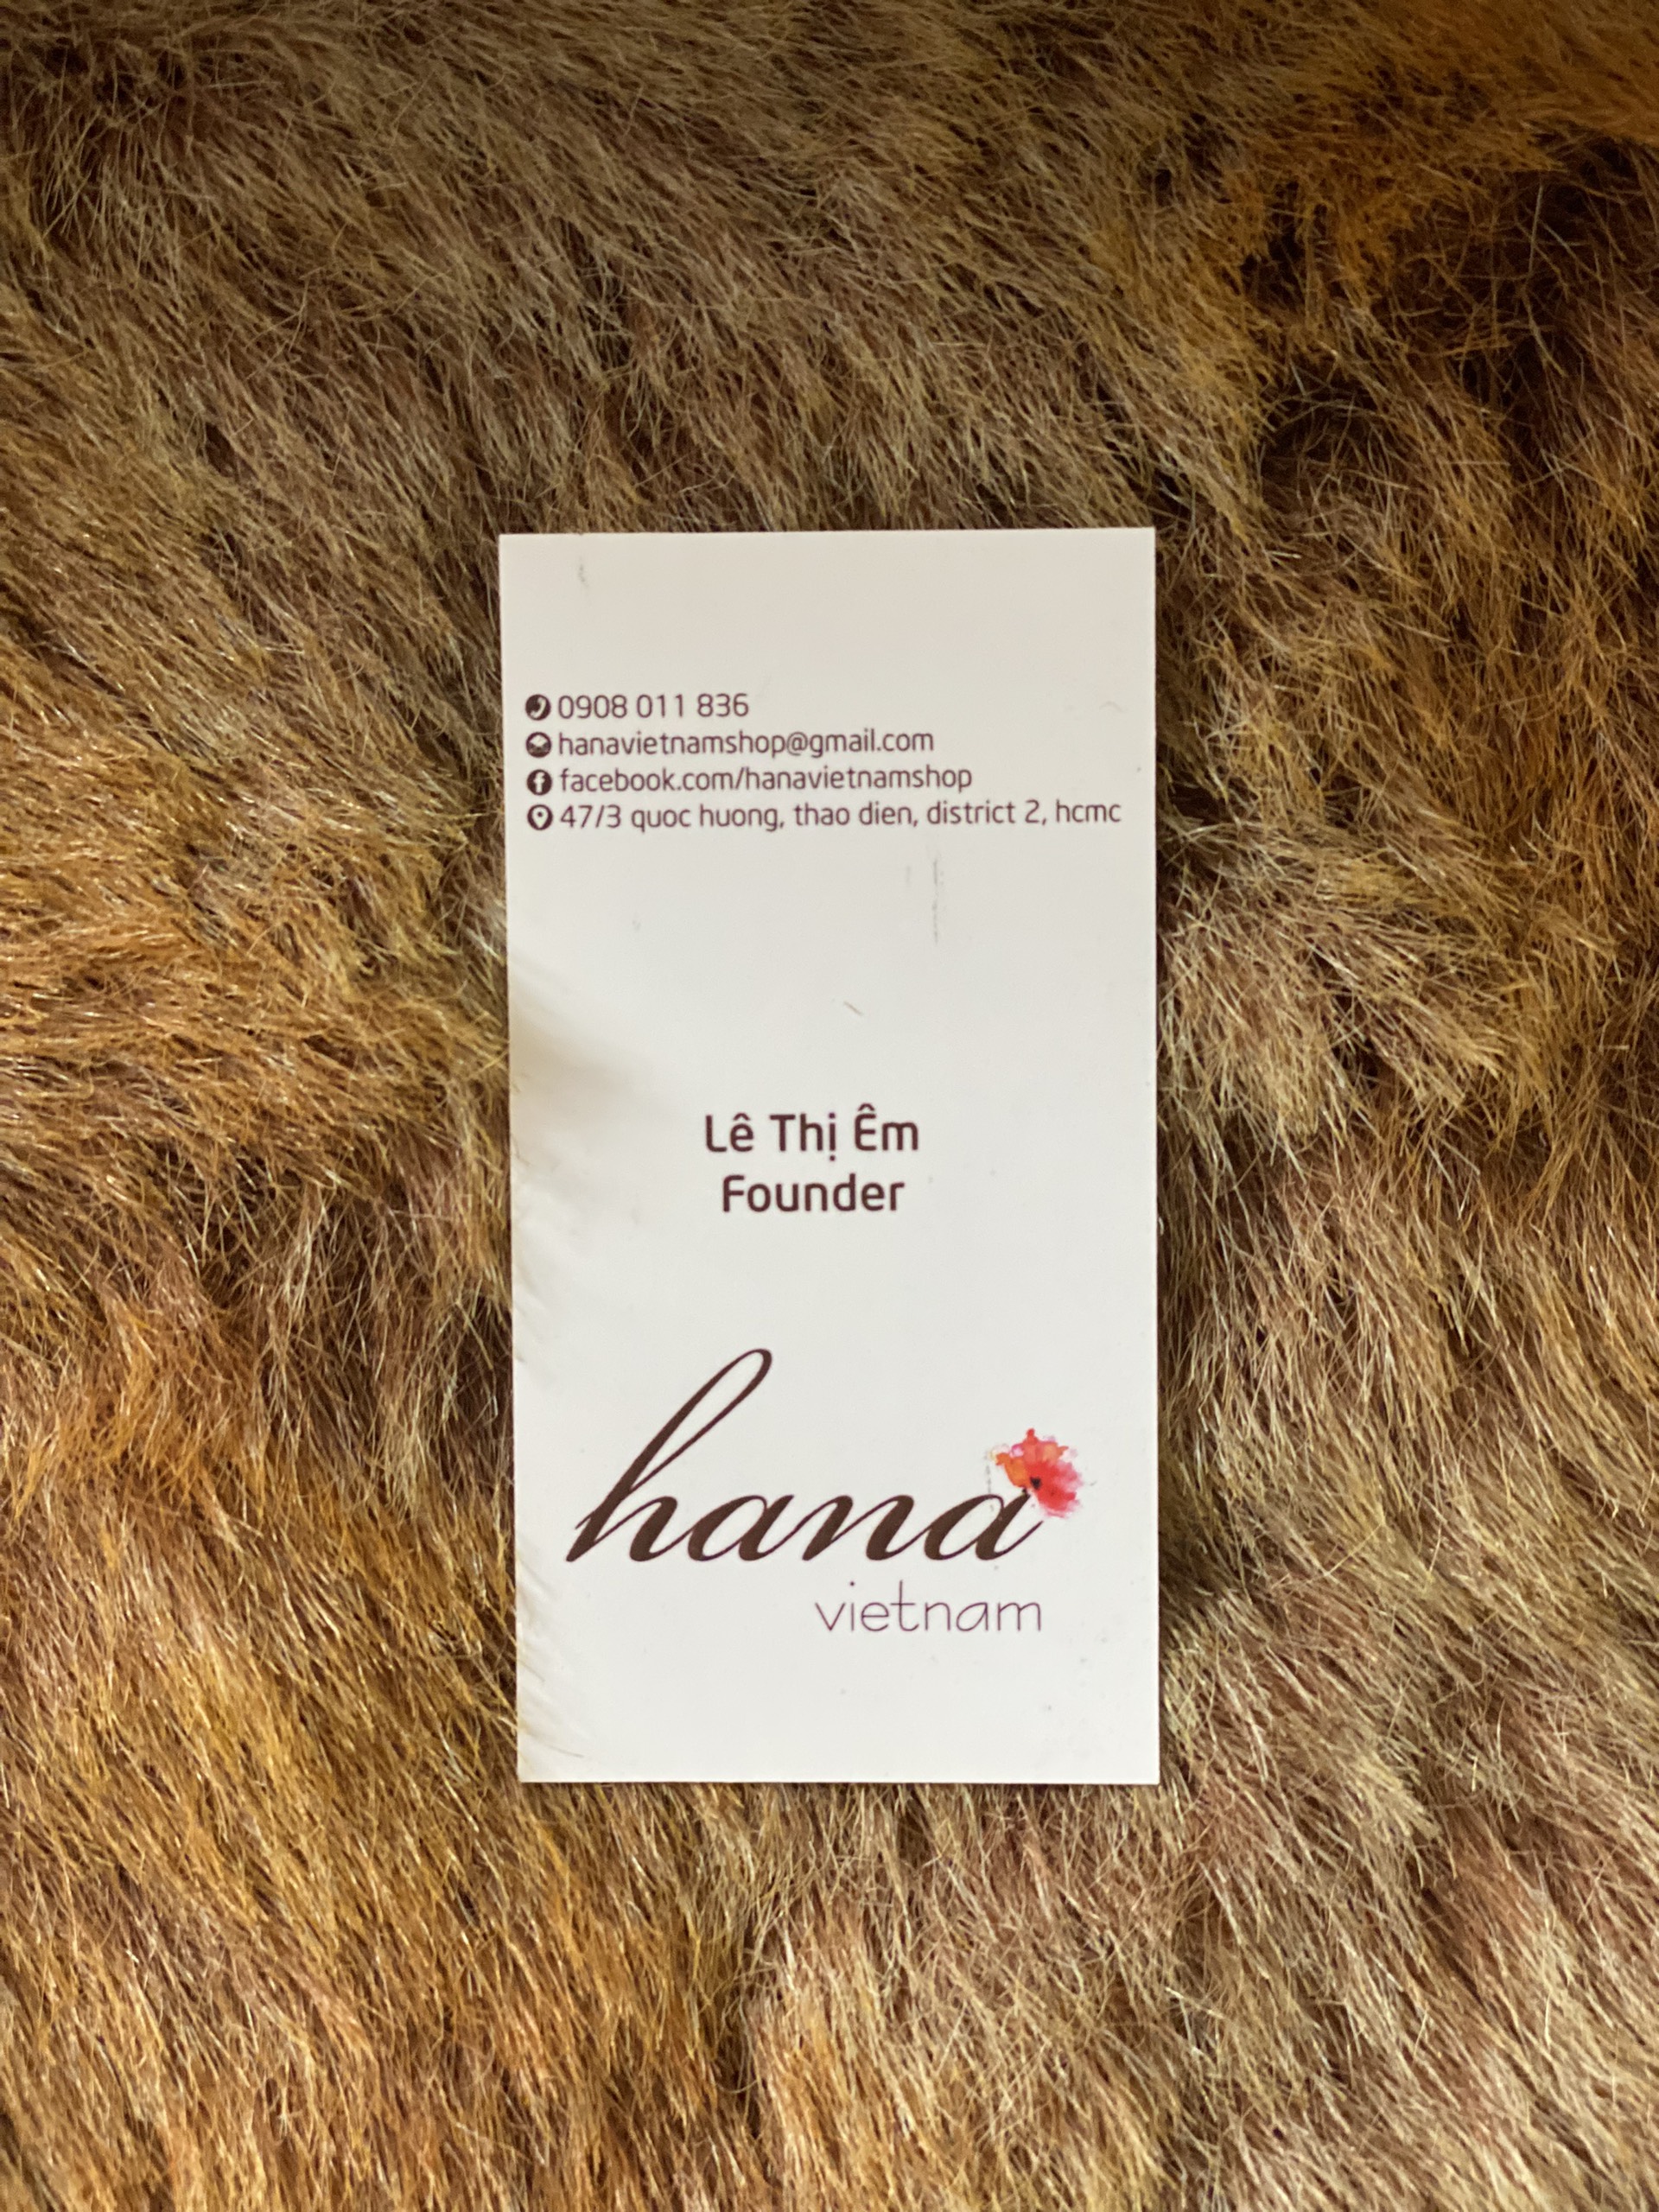 0908 011 836
hanavietnamshop@gmail.com
facebook.com/hanavietnamshop
47/3 quoc huong, thao dien, district 2, hcmc
Lê Thị Êm
Founder
hana
vietnam